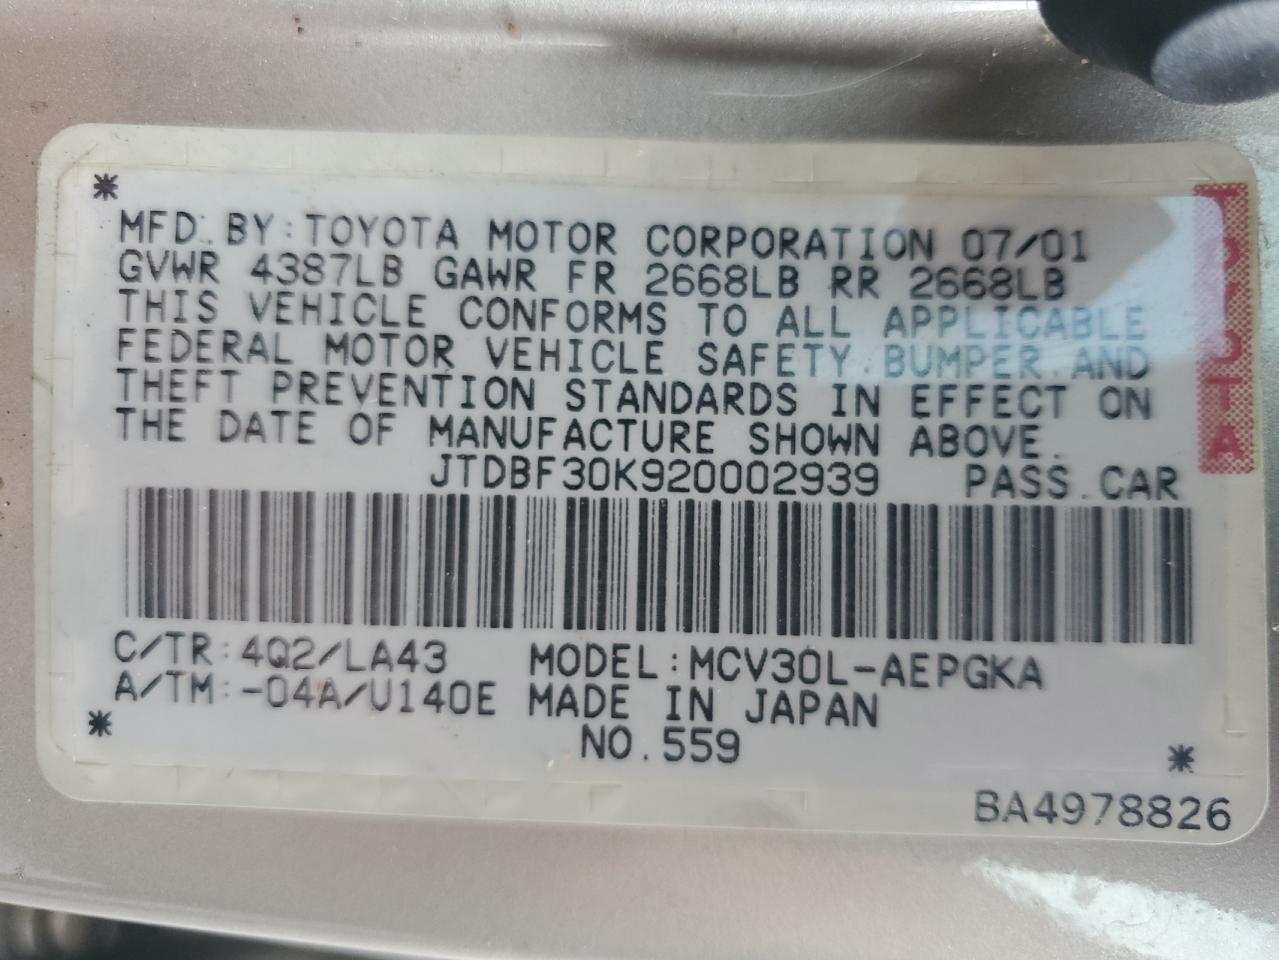 MFD. BY: TOYOTA MOTOR CORPORATION 07/01
GVWR 4387LB GAWR FR 2668LB RR 2668LB
THIS VEHICLE CONFORMS TO ALL APPLICABLE
FEDERAL MOTOR VEHICLE SAFETY, BUMPER, AND
THEFT PREVENTION STANDARDS IN EFFECT ON
THE DATE OF MANUFACTURE SHOWN ABOVE.
JTDBF30K920002939 PASS. CAR
C/TR: 4Q2/LA43 MODEL: MCV30L-AEPGKA
A/TM: -04A/U140E MADE IN JAPAN
NO. 559
BA4978826
TOYOTA